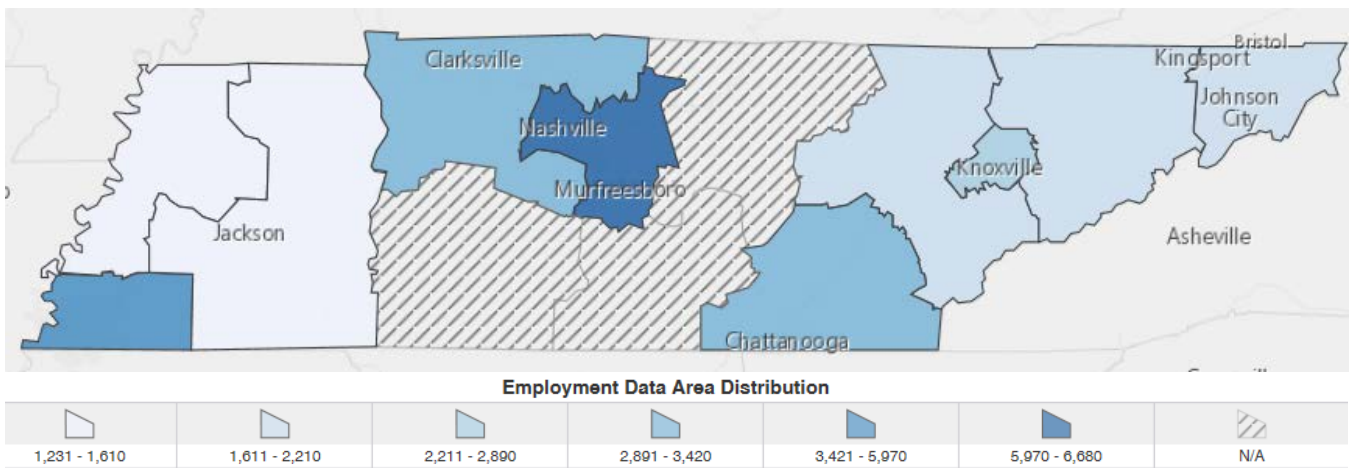 Bristol
Clarksville
Kingsport
Johnson
City
Nashville
Knoxville
Murfreesboro
Jackson
Asheville
Chattanooga
Employment Data Area Distribution
1,231 - 1,610 1,611 - 2,210 2,211 - 2,890 2,891 - 3,420 3,421 - 5,970 5,970 - 6,680 N/A